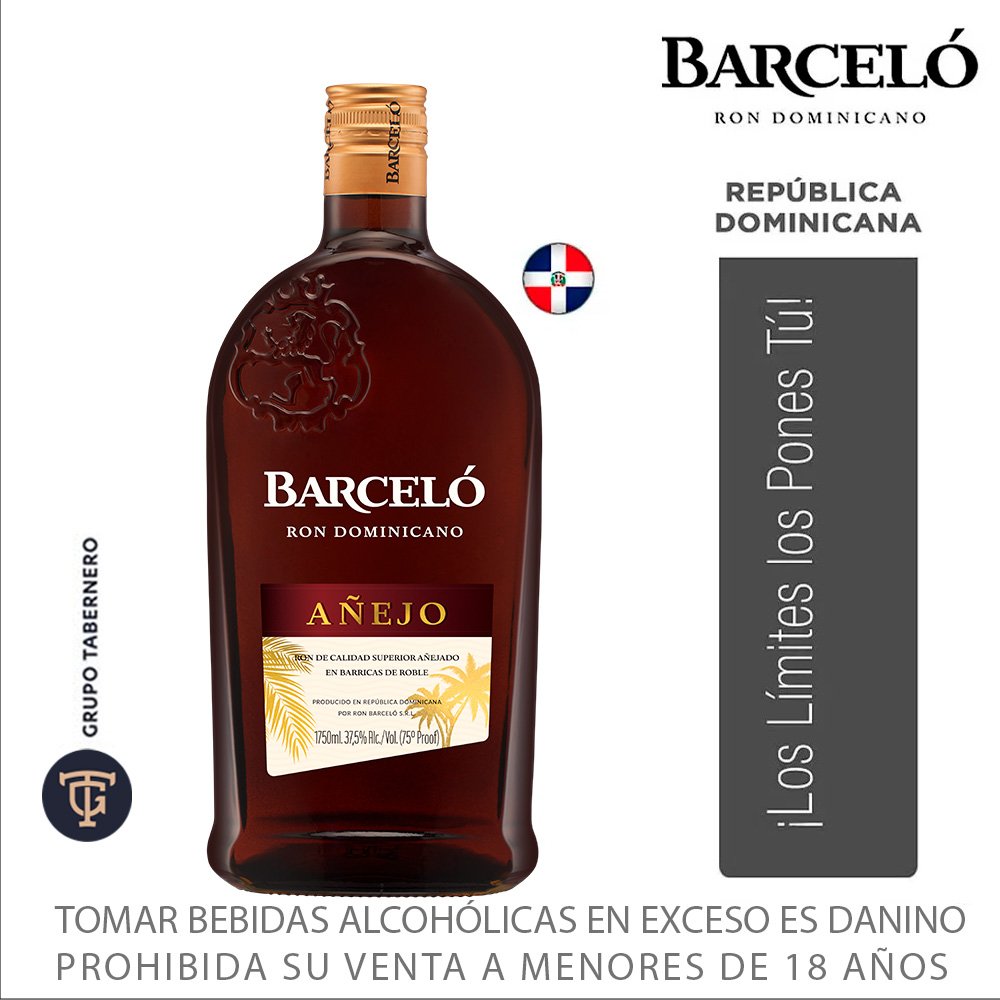 BARCELÓ
RON DOMINICANO
REPÚBLICA
DOMINICANA
¡Los Límites los Pones Tú!
BARCELÓ
BARCELÓ
RON DOMINICANO
AÑEJO
RON DE CALIDAD SUPERIOR AÑEJADO
EN BARRICAS DE ROBLE
PRODUCIDO EN REPÚBLICA DOMINICANA
POR RON BARCELÓ S.R.L.
1750ml. 37,5% Alc./Vol. (75º Proof)
GRUPO TABERNERO
TG
TOMAR BEBIDAS ALCOHÓLICAS EN EXCESO ES DANINO
PROHIBIDA SU VENTA A MENORES DE 18 AÑOS